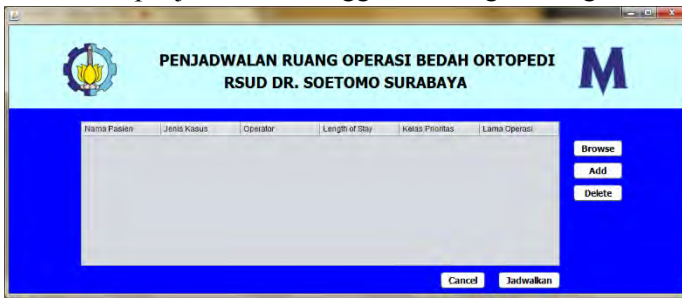 PENJADWALAN RUANG OPERASI BEDAH ORTOPEDI
RSUD DR. SOETOMO SURABAYA
M
Nama Pasien Jenis Kasus Operator Length of Stay Kelas Prioritas Lama Operasi
Browse
Add
Delete
Cancel Jadwalkan